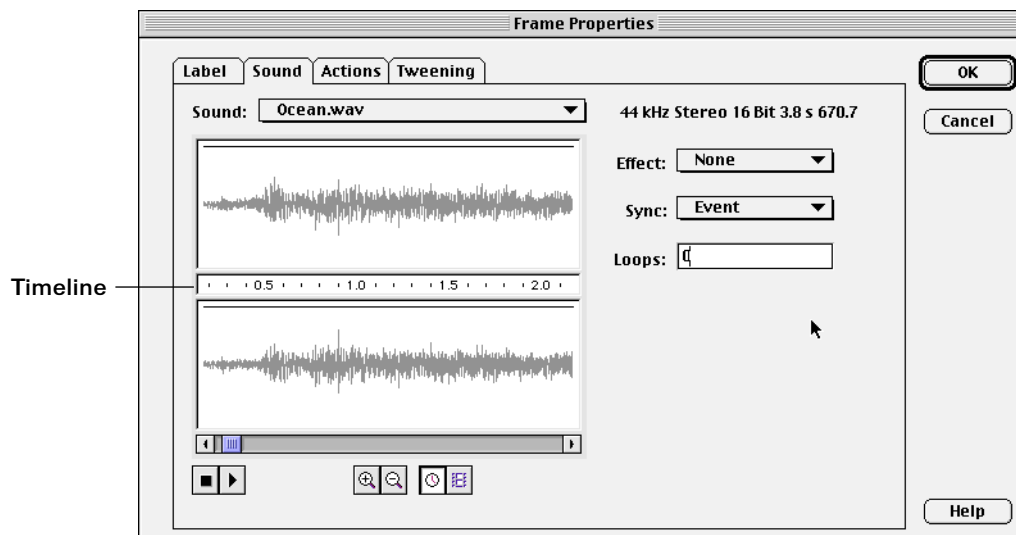 Frame Properties
Label Sound Actions Tweening
OK
Sound: Ocean.wav
44 kHz Stereo 16 Bit 3.8 s 670.7
Cancel
Effect: None
Sync: Event
Loops: 0
Timeline
0.5 1.0 1.5 2.0
Help